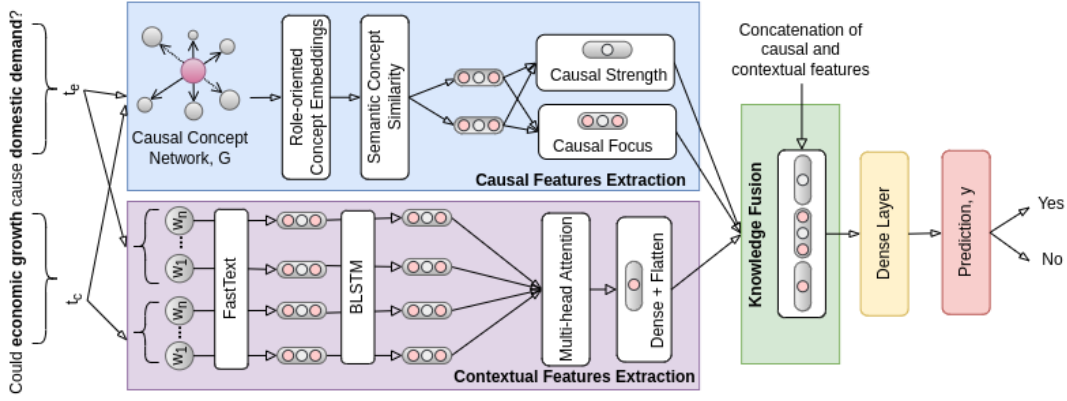 Could economic growth cause domestic demand?
t_e
t_c
Causal Concept
Network, G
Role-oriented
Concept Embeddings
Semantic Concept
Similarity
Causal Strength
Causal Focus
Causal Features Extraction
Wn
W1
Wn
W1
FastText
BLSTM
Multi-head Attention
Dense + Flatten
Contextual Features Extraction
Concatenation of
causal and
contextual features
Knowledge Fusion
Dense Layer
Prediction, y
Yes
No